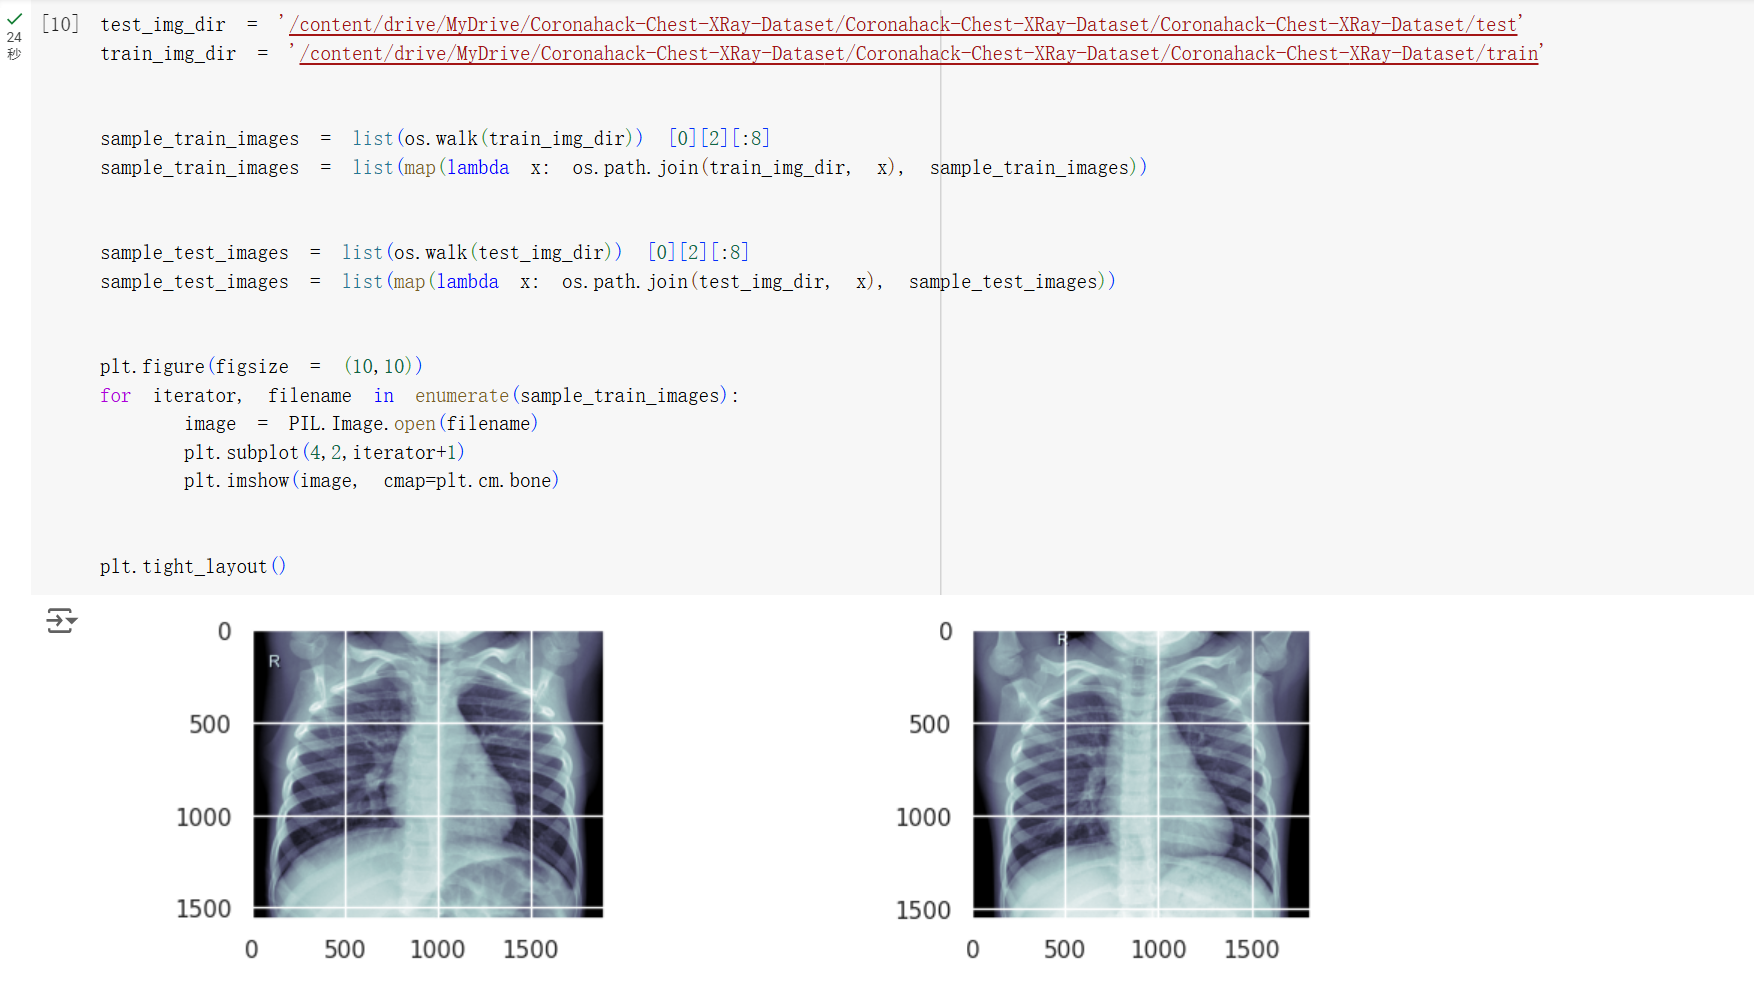 [10] test_img_dir = '/content/drive/MyDrive/Coronahack-Chest-XRay-Dataset/Coronahack-Chest-XRay-Dataset/Coronahack-Chest-XRay-Dataset/test'
24
秒
train_img_dir = '/content/drive/MyDrive/Coronahack-Chest-XRay-Dataset/Coronahack-Chest-XRay-Dataset/Coronahack-Chest-XRay-Dataset/train'
sample_train_images = list(os.walk(train_img_dir)) [0][2][:8]
sample_train_images = list(map(lambda x: os.path.join(train_img_dir, x), sample_train_images))
sample_test_images = list(os.walk(test_img_dir)) [0][2][:8]
sample_test_images = list(map(lambda x: os.path.join(test_img_dir, x), sample_test_images))
plt.figure(figsize = (10,10))
for iterator, filename in enumerate(sample_train_images):
image = PIL.Image.open(filename)
plt.subplot(4,2,iterator+1)
plt.imshow(image, cmap=plt.cm.bone)
plt.tight_layout()
0
R
500
1000
1500
0 500 1000 1500
0
R
500
1000
1500
0 500 1000 1500